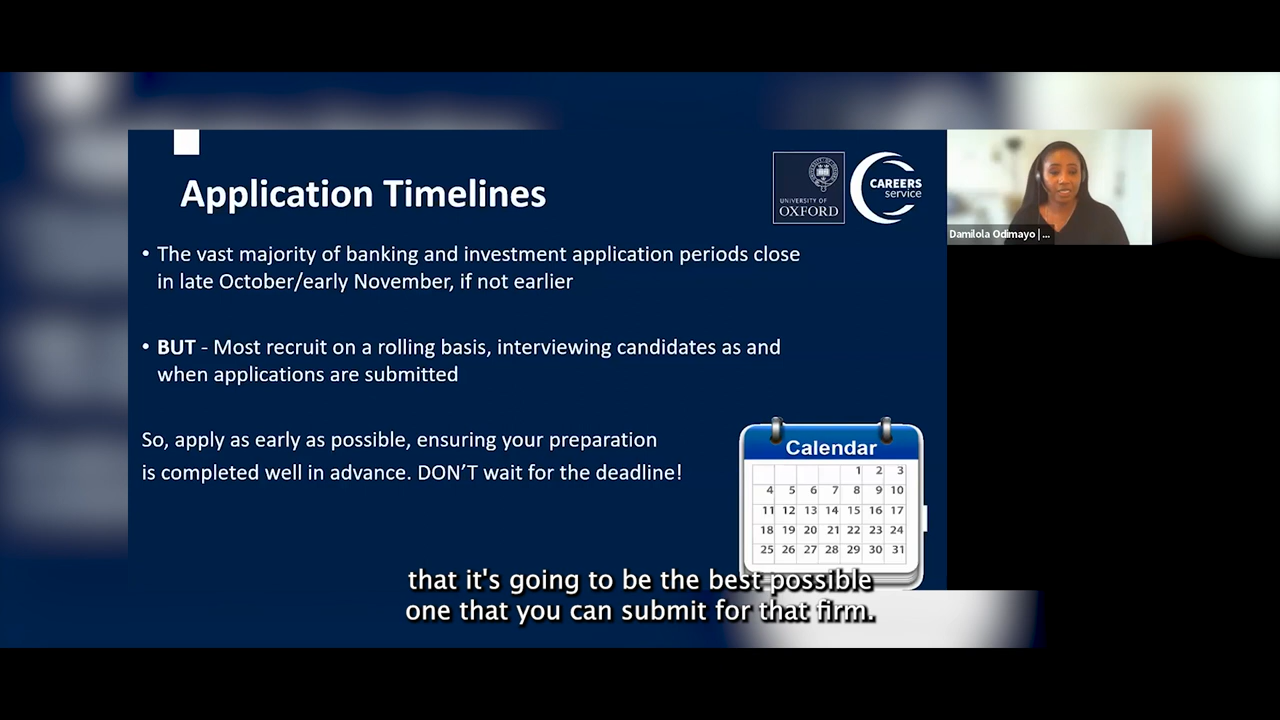 Application Timelines
UNIVERSITY OF
OXFORD
CAREERS
service
Damilola Odimayo | ...
• The vast majority of banking and investment application periods close
in late October/early November, if not earlier
• BUT - Most recruit on a rolling basis, interviewing candidates as and
when applications are submitted
So, apply as early as possible, ensuring your preparation
is completed well in advance. DON'T wait for the deadline!
Calendar
1 2 3
4 5 6 7 8 9 10
11 12 13 14 15 16 17
18 19 20 21 22 23 24
25 26 27 28 29 30 31
that it's going to be the best possible
one that you can submit for that firm.